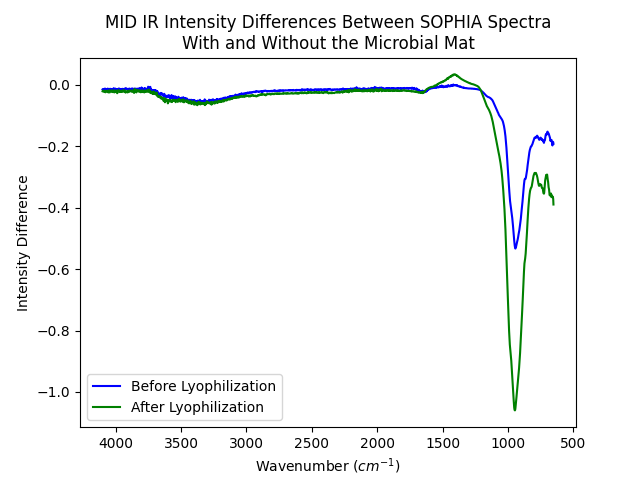 MID IR Intensity Differences Between SOPHIA Spectra
With and Without the Microbial Mat
Intensity Difference
0.0
−0.2
−0.4
−0.6
−0.8
−1.0
Before Lyophilization
After Lyophilization
4000 3500 3000 2500 2000 1500 1000 500
Wavenumber (cm⁻¹)